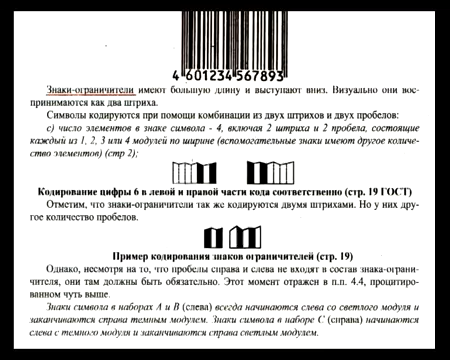 4 601234 567893
Знаки-ограничители имеют большую длину и выступают вниз. Визуально они вос-
принимаются как два штриха.
Символы кодируются при помощи комбинации из двух штрихов и двух пробелов:
с) число элементов в знаке символа - 4, включая 2 штриха и 2 пробела, состоящие
каждый из 1, 2, 3 или 4 модулей по ширине (вспомогательные знаки имеют другое количе-
ство элементов) (стр 2);
Кодирование цифры 6 в левой и правой части кода соответственно (стр. 19 ГОСТ)
Отметим, что знаки-ограничители так же кодируются двумя штрихами. Но у них дру-
гое количество пробелов.
Пример кодирования знаков ограничителей (стр. 19)
Однако, несмотря на то, что пробелы справа и слева не входят в состав знака-ограни-
чителя, они там должны быть обязательно. Этот момент отражен в п.п. 4.4, процитиро-
ванном чуть выше.
Знаки символа в наборах А и В (слева) всегда начинаются слева со светлого модуля и
заканчиваются справа темным модулем. Знаки символа в наборе С (справа) начинаются
слева с темного модуля и заканчиваются справа светлым модулем.